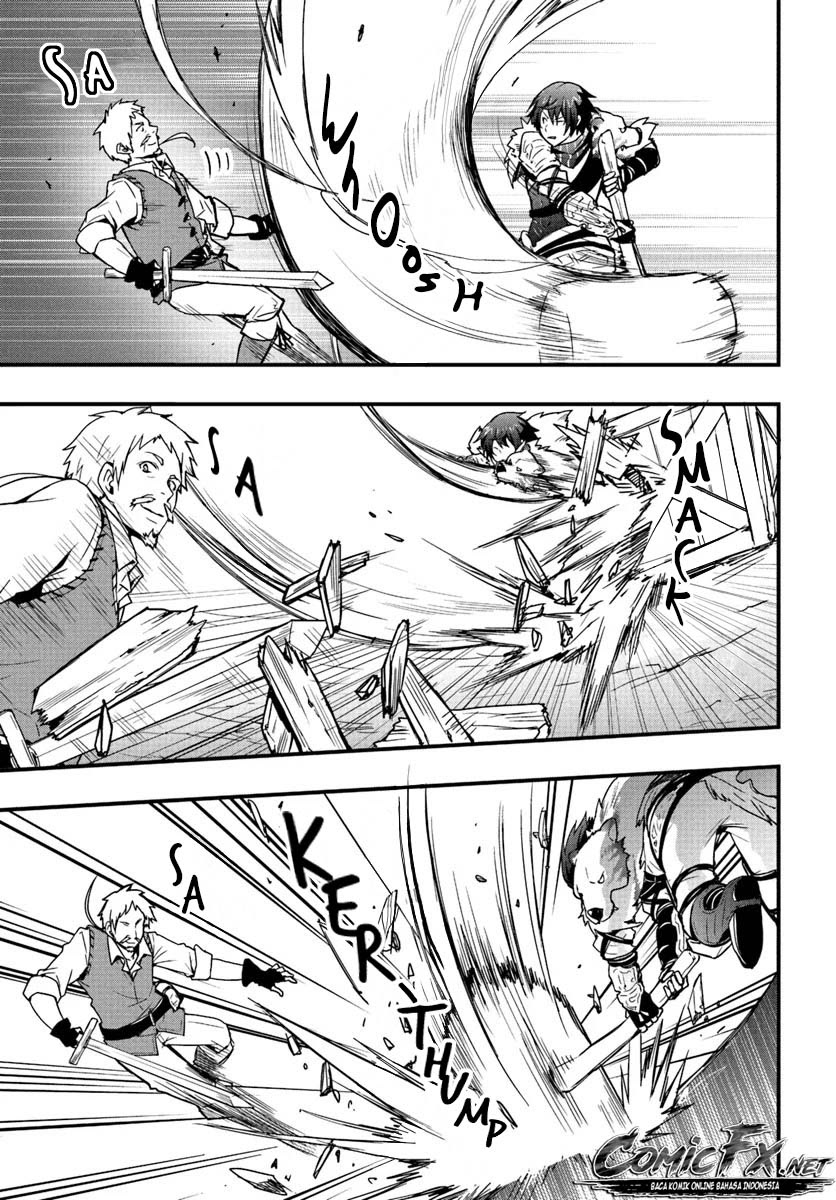 WHOOSH
SA
SMACK
SA
KER-THUMP
SA
COMICFX.NET
BACA KOMIK ONLINE BAHASA INDONESIA